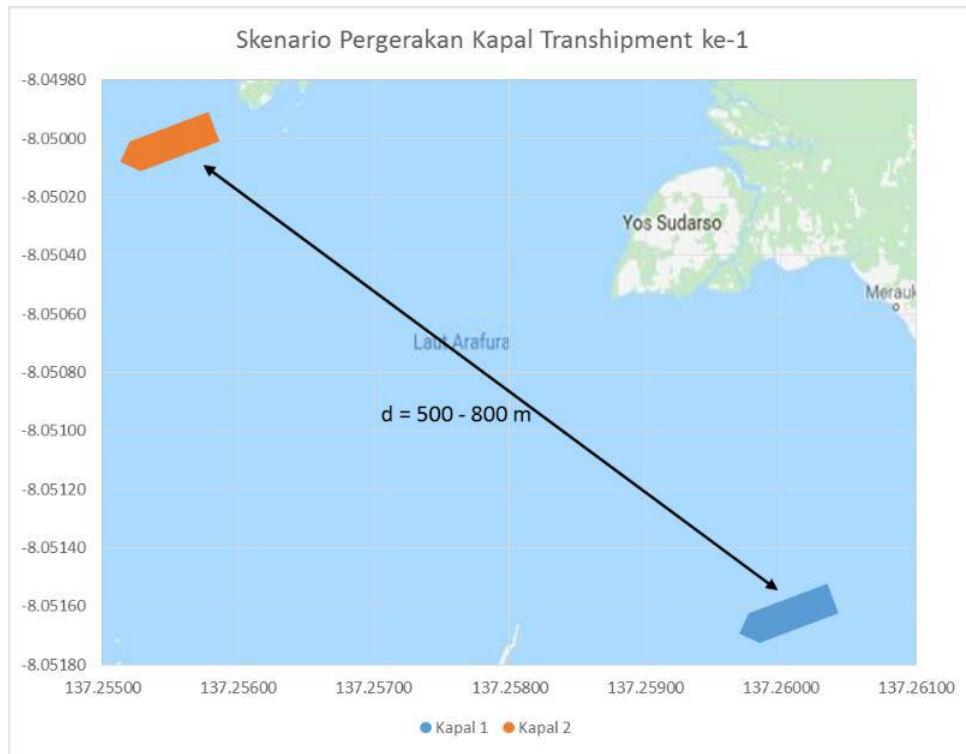 Skenario Pergerakan Kapal Transhipment ke-1
-8.04980
-8.05000
-8.05020
-8.05040
-8.05060
-8.05080
-8.05100
-8.05120
-8.05140
-8.05160
-8.05180
Yos Sudarso
Merauk
Laut Arafura
d = 500 - 800 m
137.25500 137.25600 137.25700 137.25800 137.25900 137.26000 137.26100
Kapal 1 Kapal 2